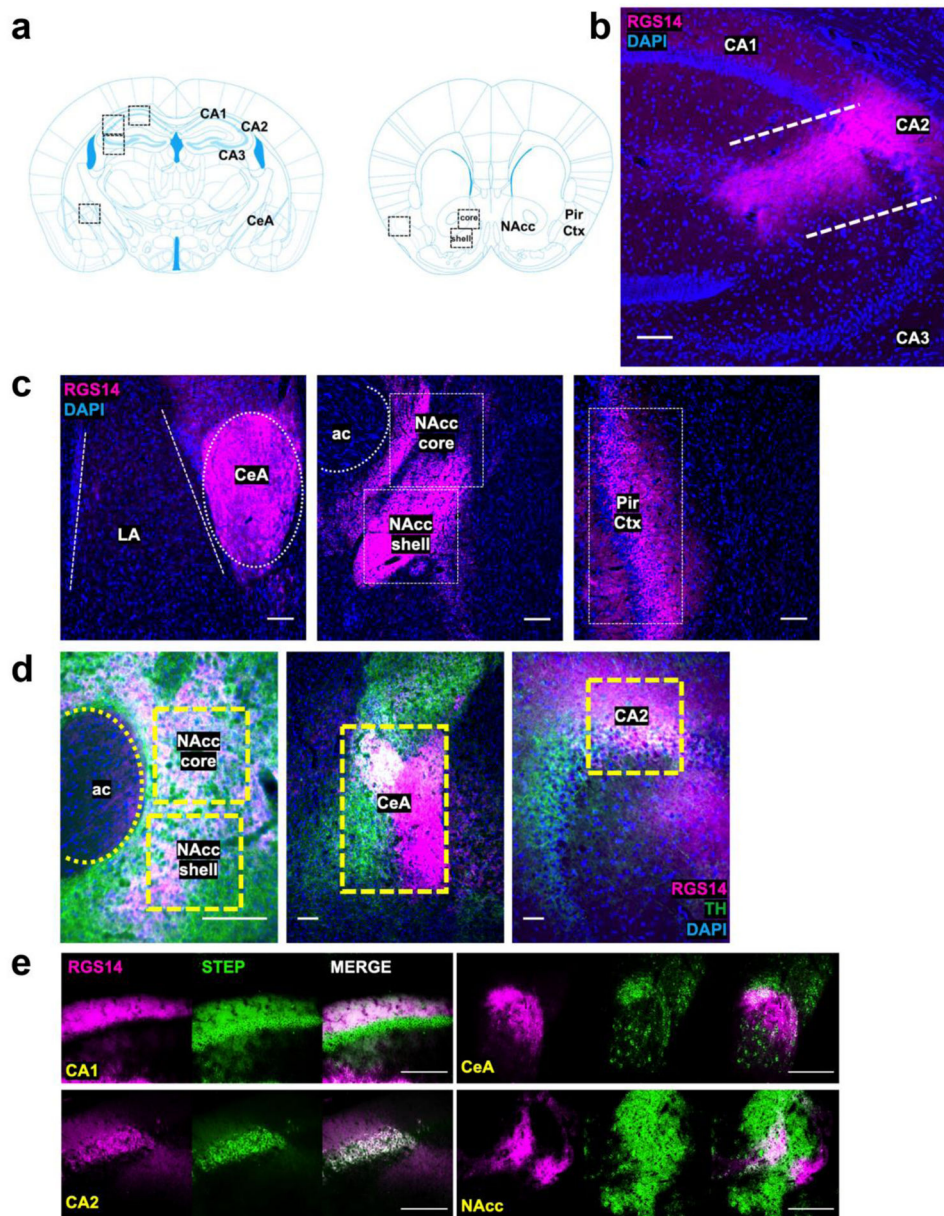 a
CA1
CA2
CA3
CeA
core
shell
NAcc
Pir
Ctx
b
RGS14
DAPI
CA1
CA2
CA3
c
RGS14
DAPI
LA
CeA
ac
NAcc
core
NAcc
shell
Pir
Ctx
d
ac
NAcc
core
NAcc
shell
CeA
CA2
RGS14
TH
DAPI
e
RGS14 STEP MERGE
CA1
CeA
CA2
NAcc